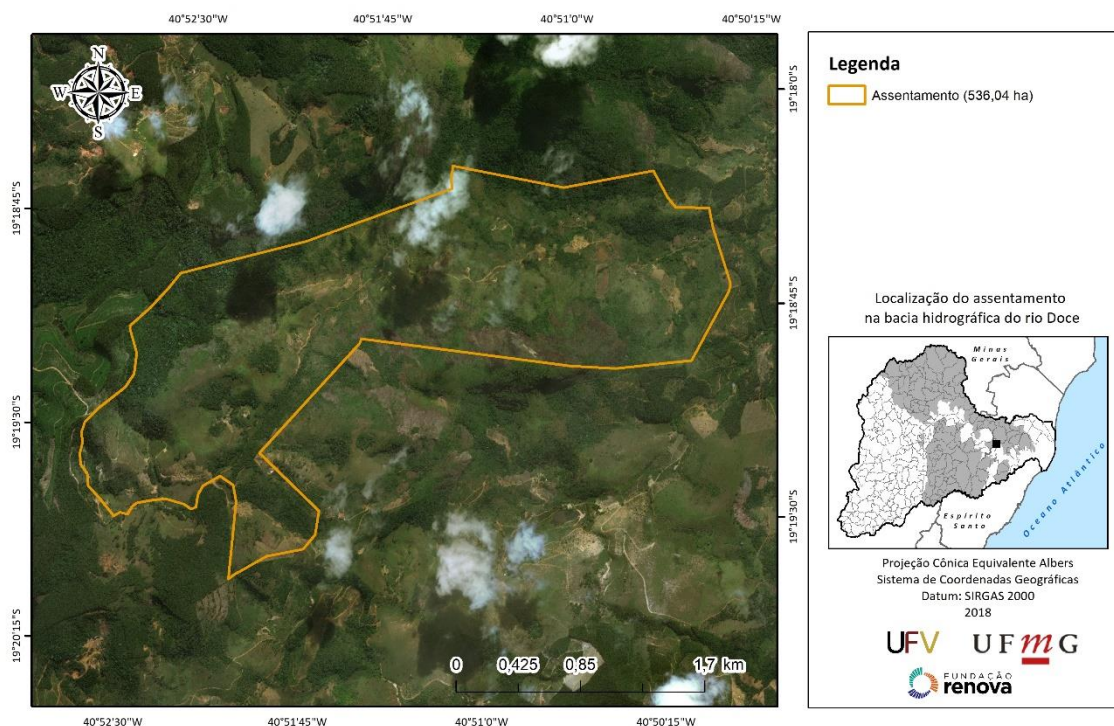 40°52'30"W 40°51'45"W 40°51'0"W 40°50'15"W
N
W E
S
19°18'45"S
19°19'30"S
19°20'15"S
19°18'0"S
19°18'45"S
19°19'30"S
0 0,425 0,85 1,7 km
40°52'30"W 40°51'45"W 40°51'0"W 40°50'15"W
Legenda
Assentamento (536,04 ha)
Localização do assentamento
na bacia hidrográfica do rio Doce
Minas
Gerais
Espírito
Santo
Oceano Atlântico
Projeção Cônica Equivalente Albers
Sistema de Coordenadas Geográficas
Datum: SIRGAS 2000
2018
UFV UFmG
FUNDAÇÃO
renova